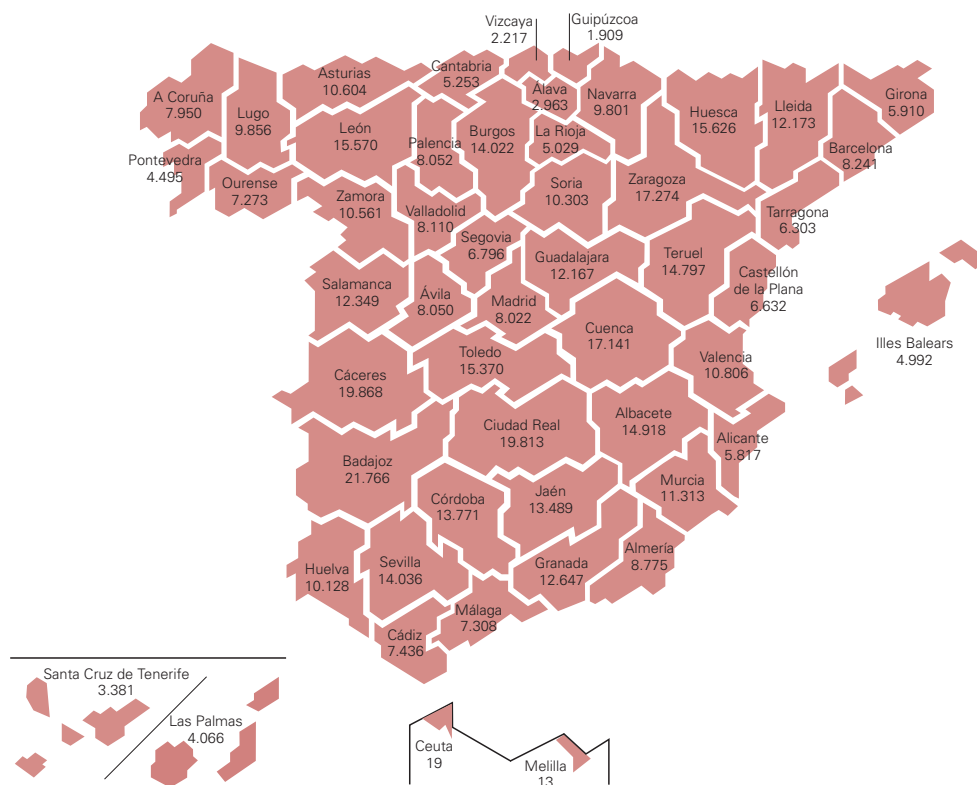 Vizcaya
2.217
Guipúzcoa
1.909
Asturias
10.604
Cantabria
5.253
A Coruña
7.950
Lugo
9.856
Álava
2.963
Navarra
9.801
Huesca
15.626
Lleida
12.173
Girona
5.910
León
15.570
Palencia
8.052
Burgos
14.022
La Rioja
5.029
Barcelona
8.241
Pontevedra
4.495
Ourense
7.273
Zamora
10.561
Valladolid
8.110
Soria
10.303
Zaragoza
17.274
Tarragona
6.303
Segovia
6.796
Guadalajara
12.167
Teruel
14.797
Castellón
de la Plana
6.632
Salamanca
12.349
Ávila
8.050
Madrid
8.022
Cuenca
17.141
Illes Balears
4.992
Toledo
15.370
Valencia
10.806
Cáceres
19.868
Ciudad Real
19.813
Albacete
14.918
Alicante
5.817
Badajoz
21.766
Córdoba
13.771
Jaén
13.489
Murcia
11.313
Huelva
10.128
Sevilla
14.036
Granada
12.647
Almería
8.775
Málaga
7.308
Cádiz
7.436
Santa Cruz de Tenerife
3.381
Las Palmas
4.066
Ceuta
19
Melilla
13